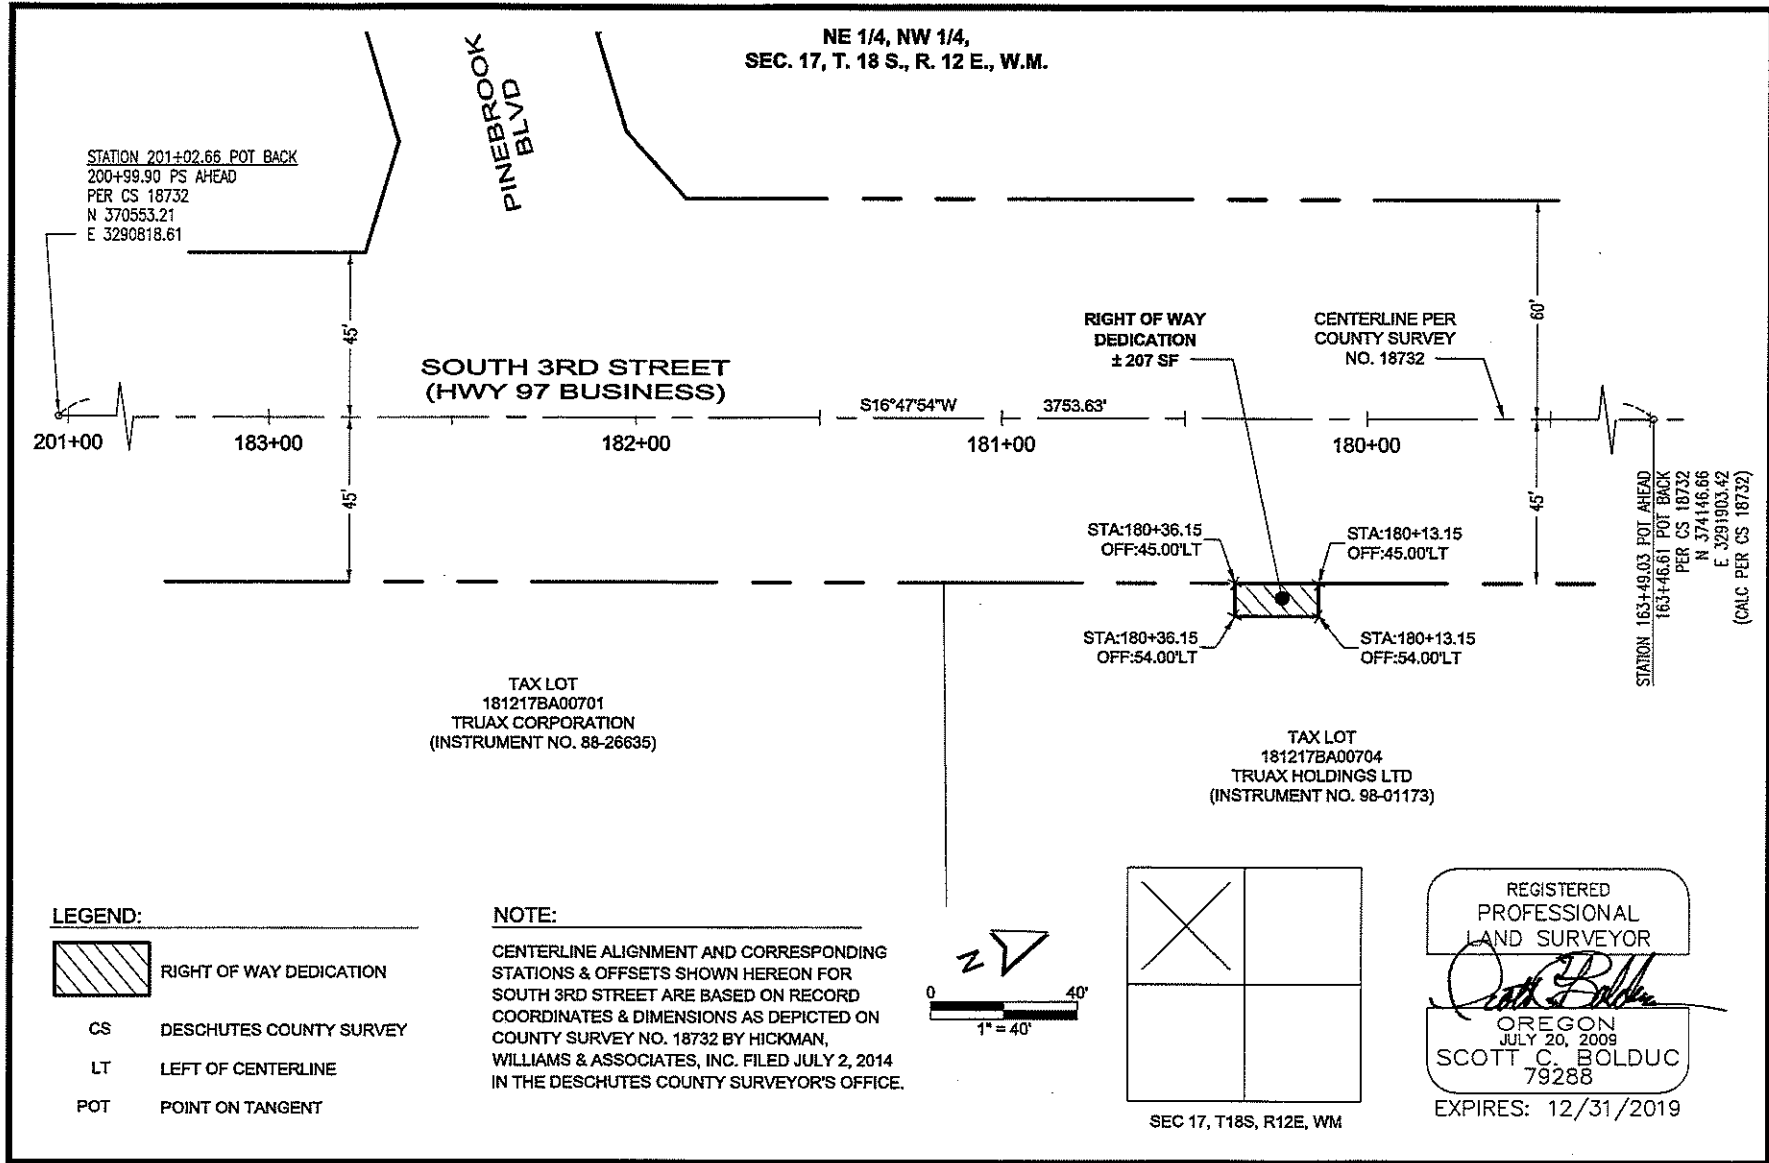 NE 1/4, NW 1/4,
SEC. 17, T. 18 S., R. 12 E., W.M.
PINEBROOK
BLVD
STATION 201+02.66 POT BACK
200+99.90 PS AHEAD
PER CS 18732
N 370553.21
E 3290818.61
45'
60'
RIGHT OF WAY
DEDICATION
± 207 SF
CENTERLINE PER
COUNTY SURVEY
NO. 18732
SOUTH 3RD STREET
(HWY 97 BUSINESS)
S16°47'54"W 3753.63'
201+00
183+00
182+00
181+00
180+00
45'
45'
STATION 163+49.03 POT AHEAD
163+46.61 POT BACK
PER CS 18732
N 374146.66
E 3291903.42
(CALC PER CS 18732)
STA:180+36.15
OFF:45.00'LT
STA:180+13.15
OFF:45.00'LT
STA:180+36.15
OFF:54.00'LT
STA:180+13.15
OFF:54.00'LT
TAX LOT
181217BA00701
TRUAX CORPORATION
(INSTRUMENT NO. 88-26635)
TAX LOT
181217BA00704
TRUAX HOLDINGS LTD
(INSTRUMENT NO. 98-01173)
LEGEND:
RIGHT OF WAY DEDICATION
CS DESCHUTES COUNTY SURVEY
LT LEFT OF CENTERLINE
POT POINT ON TANGENT
NOTE:
CENTERLINE ALIGNMENT AND CORRESPONDING
STATIONS & OFFSETS SHOWN HEREON FOR
SOUTH 3RD STREET ARE BASED ON RECORD
COORDINATES & DIMENSIONS AS DEPICTED ON
COUNTY SURVEY NO. 18732 BY HICKMAN,
WILLIAMS & ASSOCIATES, INC. FILED JULY 2, 2014
IN THE DESCHUTES COUNTY SURVEYOR'S OFFICE.
N
0 40'
1" = 40'
SEC 17, T18S, R12E, WM
REGISTERED
PROFESSIONAL
LAND SURVEYOR
OREGON
JULY 20, 2009
SCOTT C. BOLDUC
79288
EXPIRES: 12/31/2019